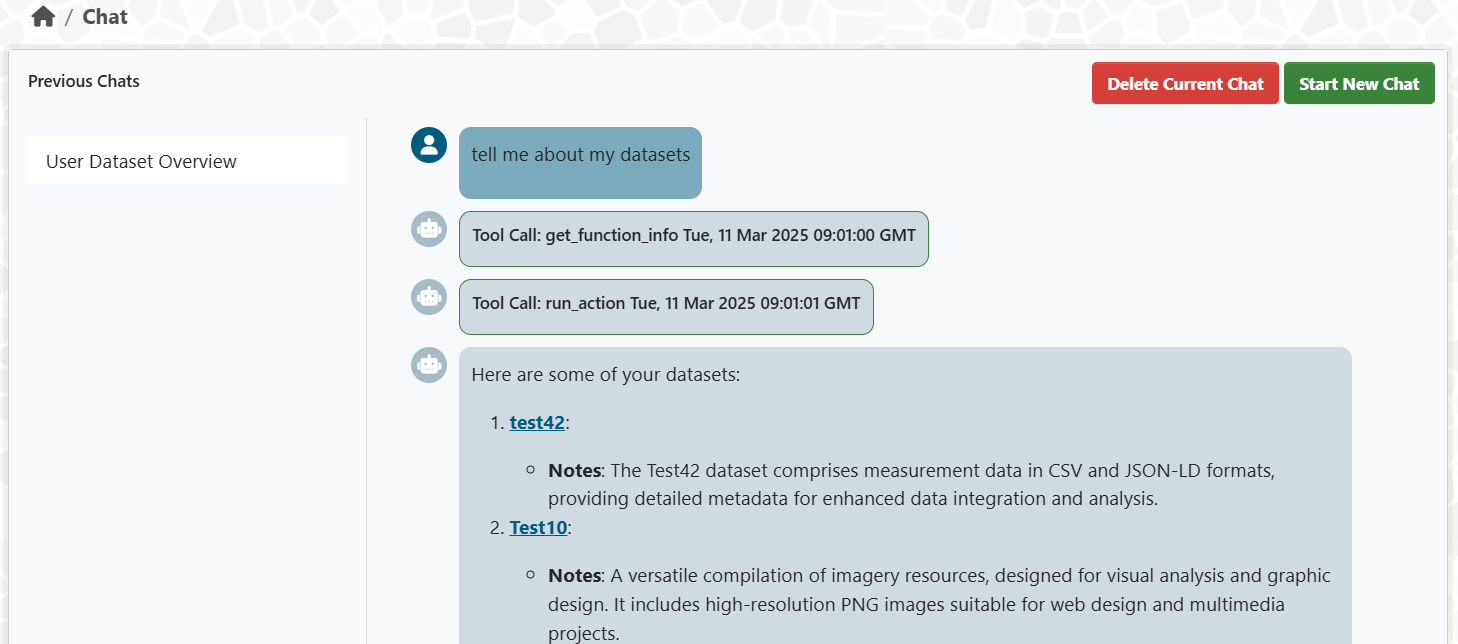 / Chat
Previous Chats
Delete Current Chat
Start New Chat
User Dataset Overview
tell me about my datasets
Tool Call: get_function_info Tue, 11 Mar 2025 09:01:00 GMT
Tool Call: run_action Tue, 11 Mar 2025 09:01:01 GMT
Here are some of your datasets:
1. test42:
Notes: The Test42 dataset comprises measurement data in CSV and JSON-LD formats,
providing detailed metadata for enhanced data integration and analysis.
2. Test10:
Notes: A versatile compilation of imagery resources, designed for visual analysis and graphic
design. It includes high-resolution PNG images suitable for web design and multimedia
projects.